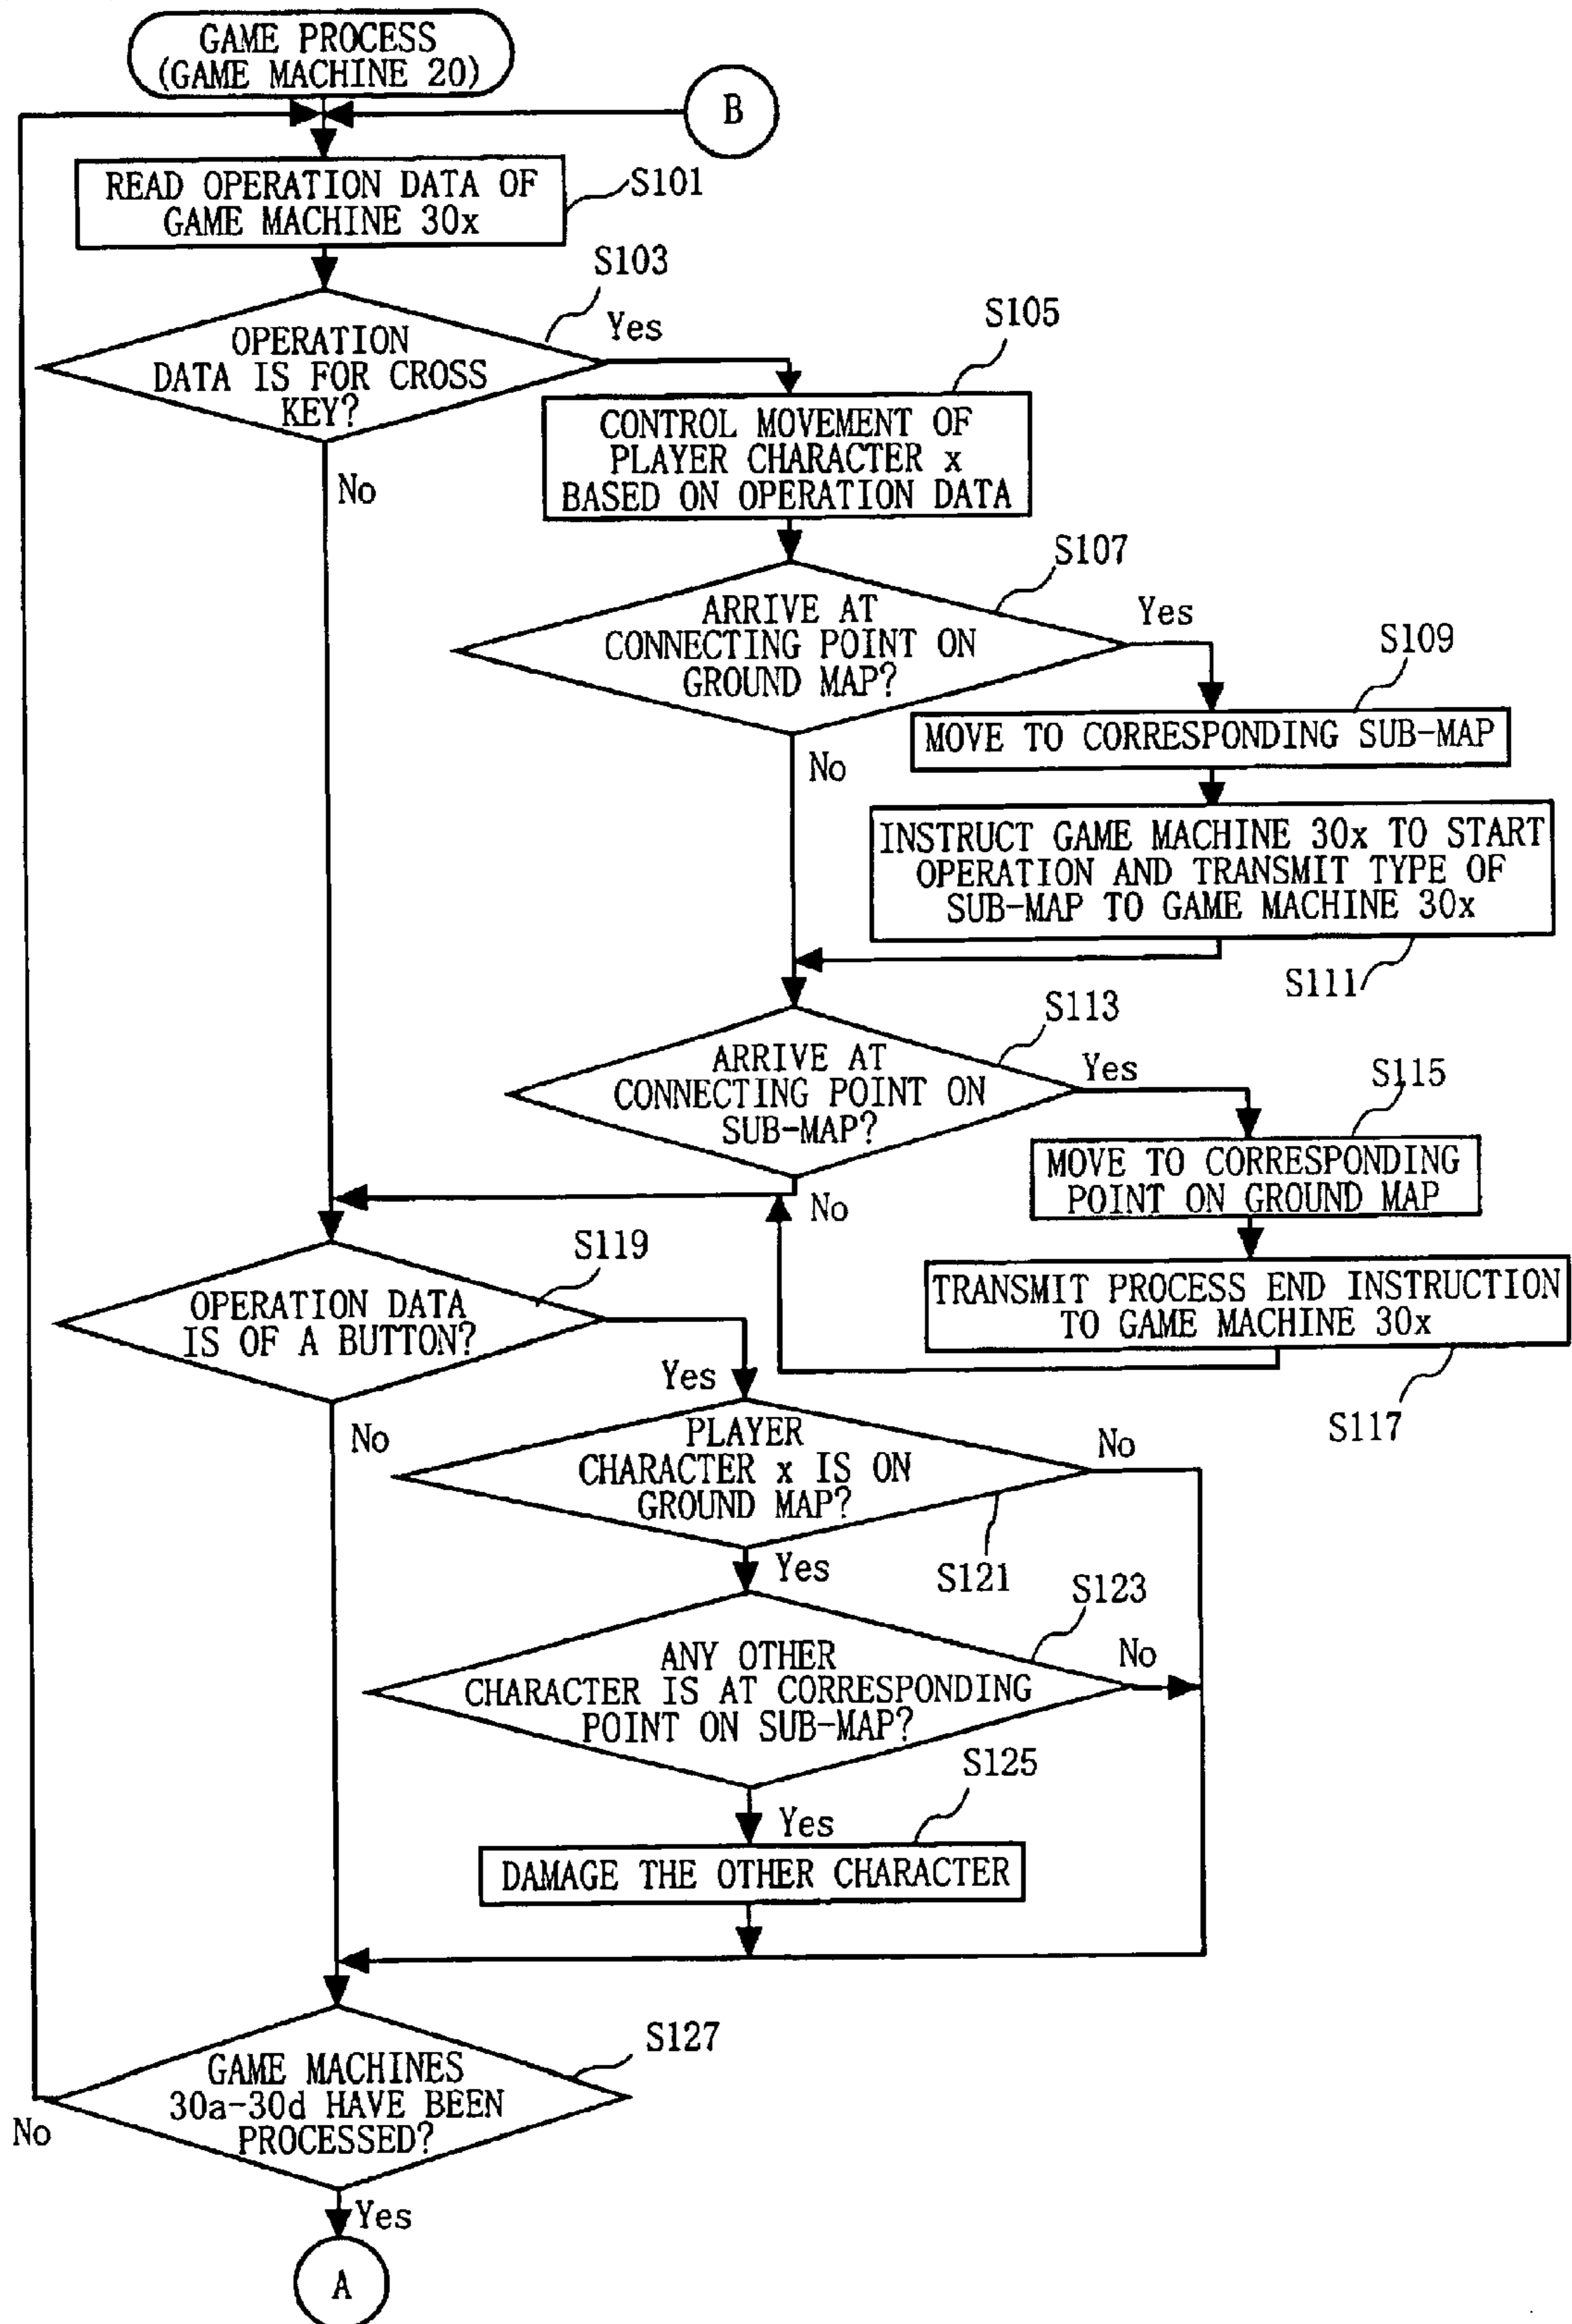 GAME PROCESS
(GAME MACHINE 20)
B
READ OPERATION DATA OF
GAME MACHINE 30x
S101
S103
OPERATION
DATA IS FOR CROSS
KEY?
Yes
No
S105
CONTROL MOVEMENT OF
PLAYER CHARACTER x
BASED ON OPERATION DATA
S107
ARRIVE AT
CONNECTING POINT ON
GROUND MAP?
Yes
No
S109
MOVE TO CORRESPONDING SUB-MAP
INSTRUCT GAME MACHINE 30x TO START
OPERATION AND TRANSMIT TYPE OF
SUB-MAP TO GAME MACHINE 30x
S111
S113
ARRIVE AT
CONNECTING POINT ON
SUB-MAP?
Yes
No
S115
MOVE TO CORRESPONDING
POINT ON GROUND MAP
TRANSMIT PROCESS END INSTRUCTION
TO GAME MACHINE 30x
S117
S119
OPERATION DATA
IS OF A BUTTON?
Yes
No
PLAYER
CHARACTER x IS ON
GROUND MAP?
No
Yes
S121
S123
ANY OTHER
CHARACTER IS AT CORRESPONDING
POINT ON SUB-MAP?
No
Yes
S125
DAMAGE THE OTHER CHARACTER
S127
GAME MACHINES
30a-30d HAVE BEEN
PROCESSED?
No
Yes
A